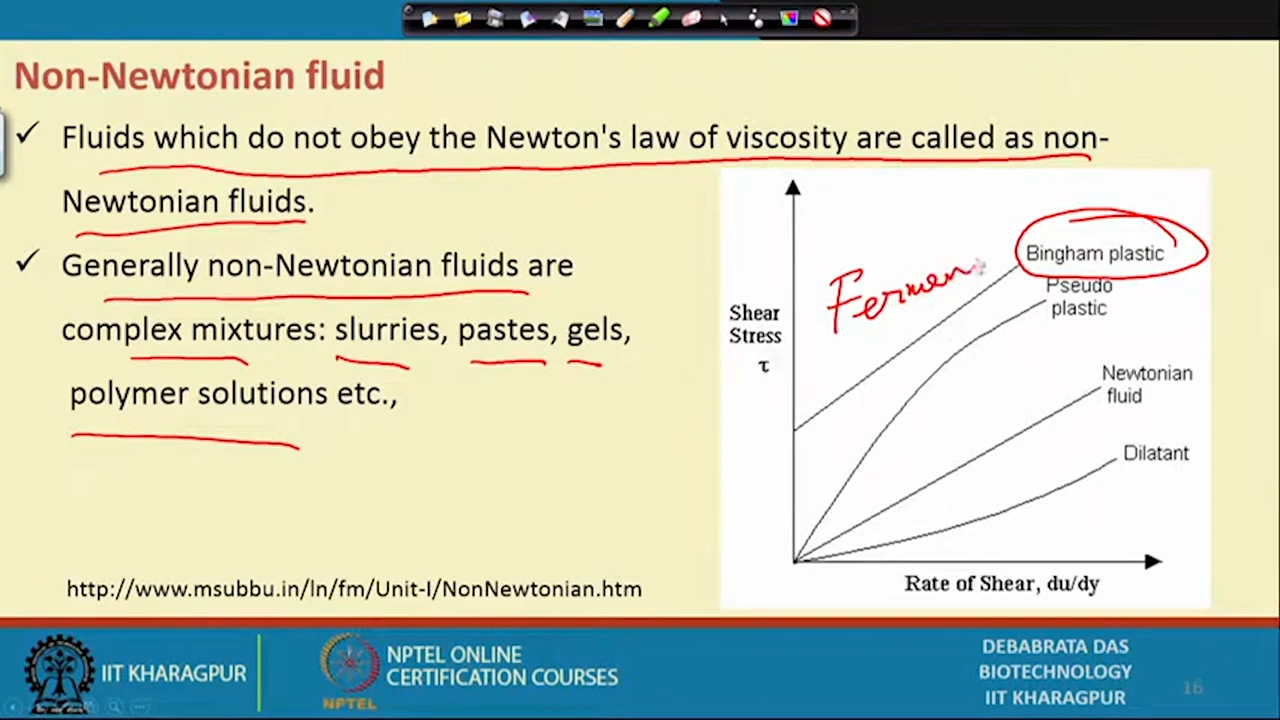 Non-Newtonian fluid
✓ Fluids which do not obey the Newton's law of viscosity are called as non-
Newtonian fluids.
✓ Generally non-Newtonian fluids are
complex mixtures: slurries, pastes, gels,
polymer solutions etc.,
http://www.msubbu.in/ln/fm/Unit-I/NonNewtonian.htm
Shear
Stress
τ
Fermen
Bingham plastic
Pseudo
plastic
Newtonian
fluid
Dilatant
Rate of Shear, du/dy
IIT KHARAGPUR
NPTEL
NPTEL ONLINE
CERTIFICATION COURSES
DEBABRATA DAS
BIOTECHNOLOGY
IIT KHARAGPUR
16